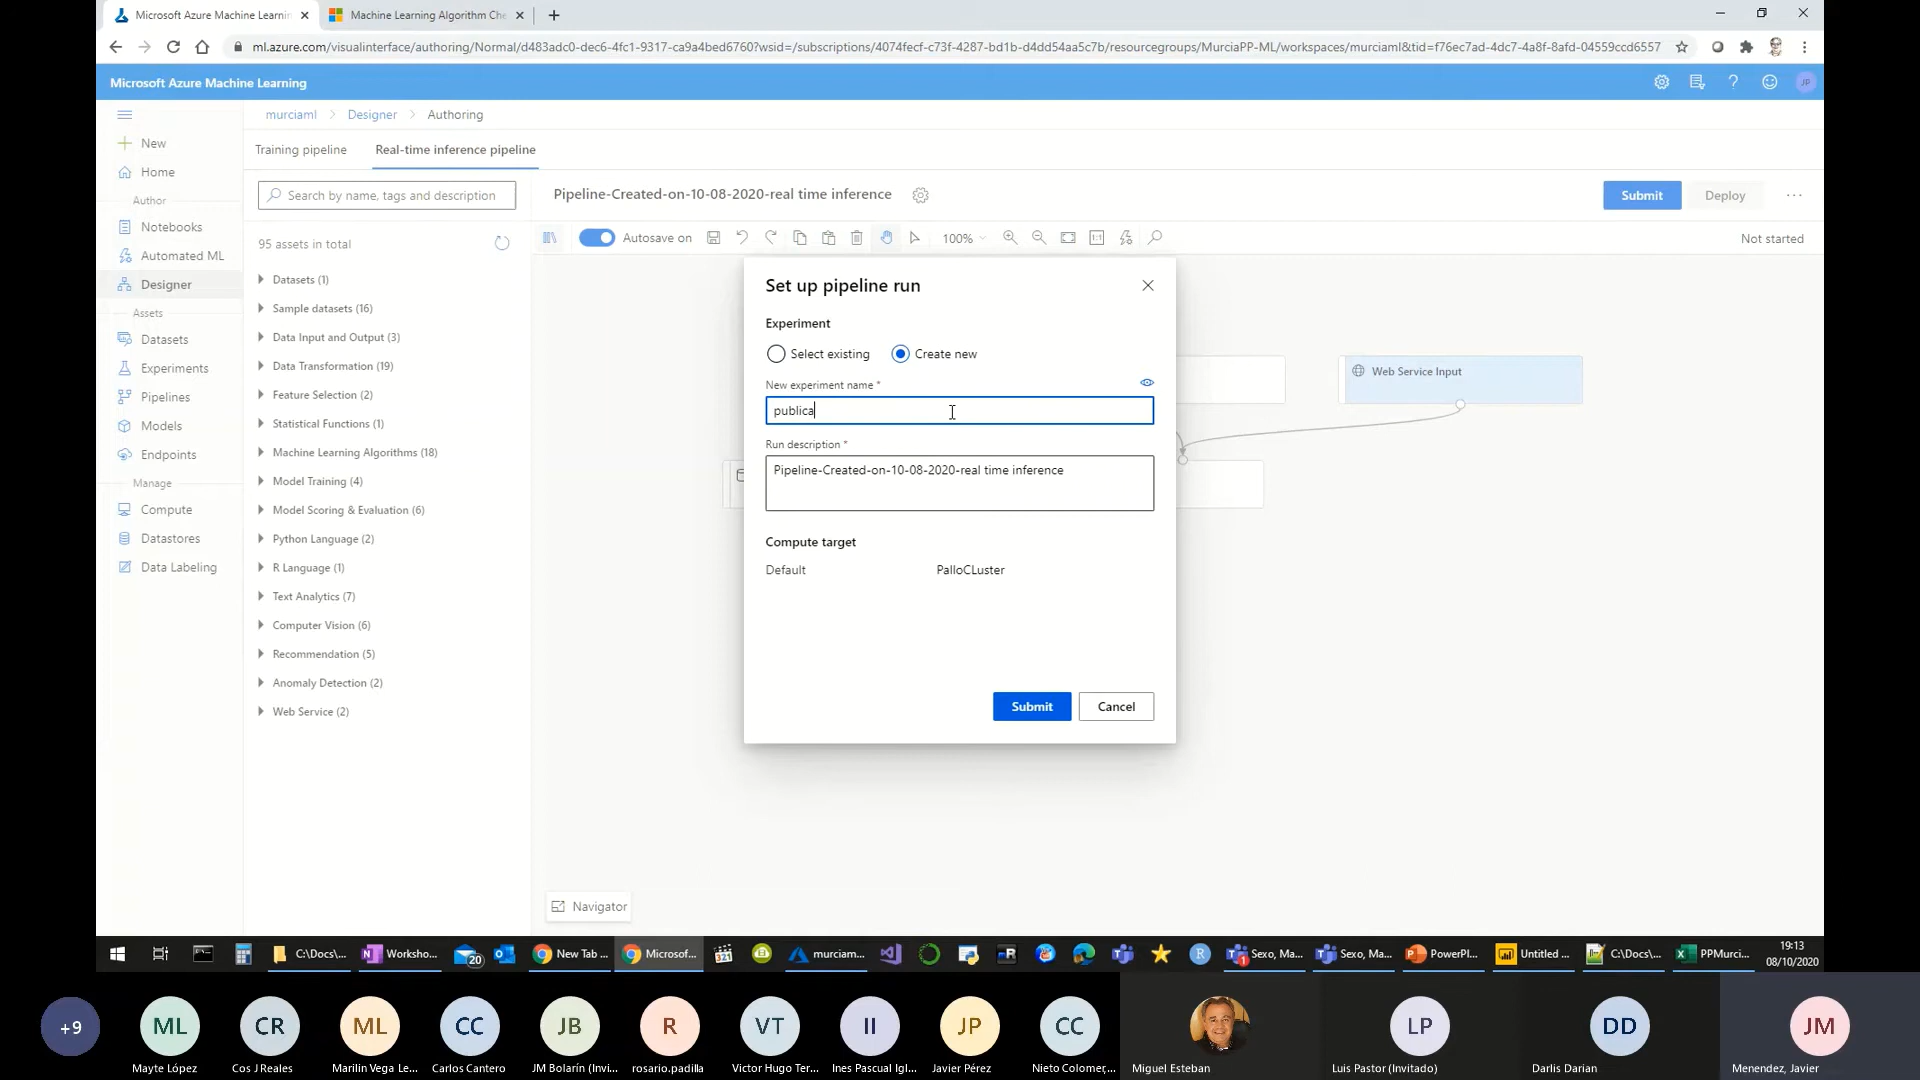 Microsoft Azure Machine Learnin
Machine Learning Algorithm Che
ml.azure.com/visualinterface/authoring/Normal/d483adc0-dec6-4fc1-9317-ca9a4bed6760?wsid=/subscriptions/4074fecf-c73f-4287-bd1b-d4dd54aa5c7b/resourcegroups/MurciaPP-ML/workspaces/murciaml&tid=f76ec7ad-4dc7-4a8f-8afd-04559ccd6557
Microsoft Azure Machine Learning
JP
murciaml > Designer > Authoring
New
Home
Author
Notebooks
Automated ML
Designer
Assets
Datasets
Experiments
Pipelines
Models
Endpoints
Manage
Compute
Datastores
Data Labeling
Training pipeline
Real-time inference pipeline
Search by name, tags and description
95 assets in total
Datasets (1)
Sample datasets (16)
Data Input and Output (3)
Data Transformation (19)
Feature Selection (2)
Statistical Functions (1)
Machine Learning Algorithms (18)
Model Training (4)
Model Scoring & Evaluation (6)
Python Language (2)
R Language (1)
Text Analytics (7)
Computer Vision (6)
Recommendation (5)
Anomaly Detection (2)
Web Service (2)
Pipeline-Created-on-10-08-2020-real time inference
Submit
Deploy
Autosave on
100%
Not started
Set up pipeline run
Experiment
Select existing
Create new
New experiment name *
publica
Run description *
Pipeline-Created-on-10-08-2020-real time inference
Compute target
Default
PalloCLuster
Submit
Cancel
Web Service Input
Navigator
20
C:\Docs\...
Worksho...
New Tab ...
Microsof...
321
murciam...
Sexo, Ma...
Sexo, Ma...
PowerPI...
Untitled ...
C:\Docs\...
PPMurci...
19:13
08/10/2020
+9
ML
Mayte López
CR
Cos J Reales
ML
Marilin Vega Le...
CC
Carlos Cantero
JB
JM Bolarín (Invi...
R
rosario.padilla
VT
Victor Hugo Ter...
II
Ines Pascual Igl...
JP
Javier Pérez
CC
Nieto Colomer,...
Miguel Esteban
LP
Luis Pastor (Invitado)
DD
Darlis Darian
JM
Menendez, Javier